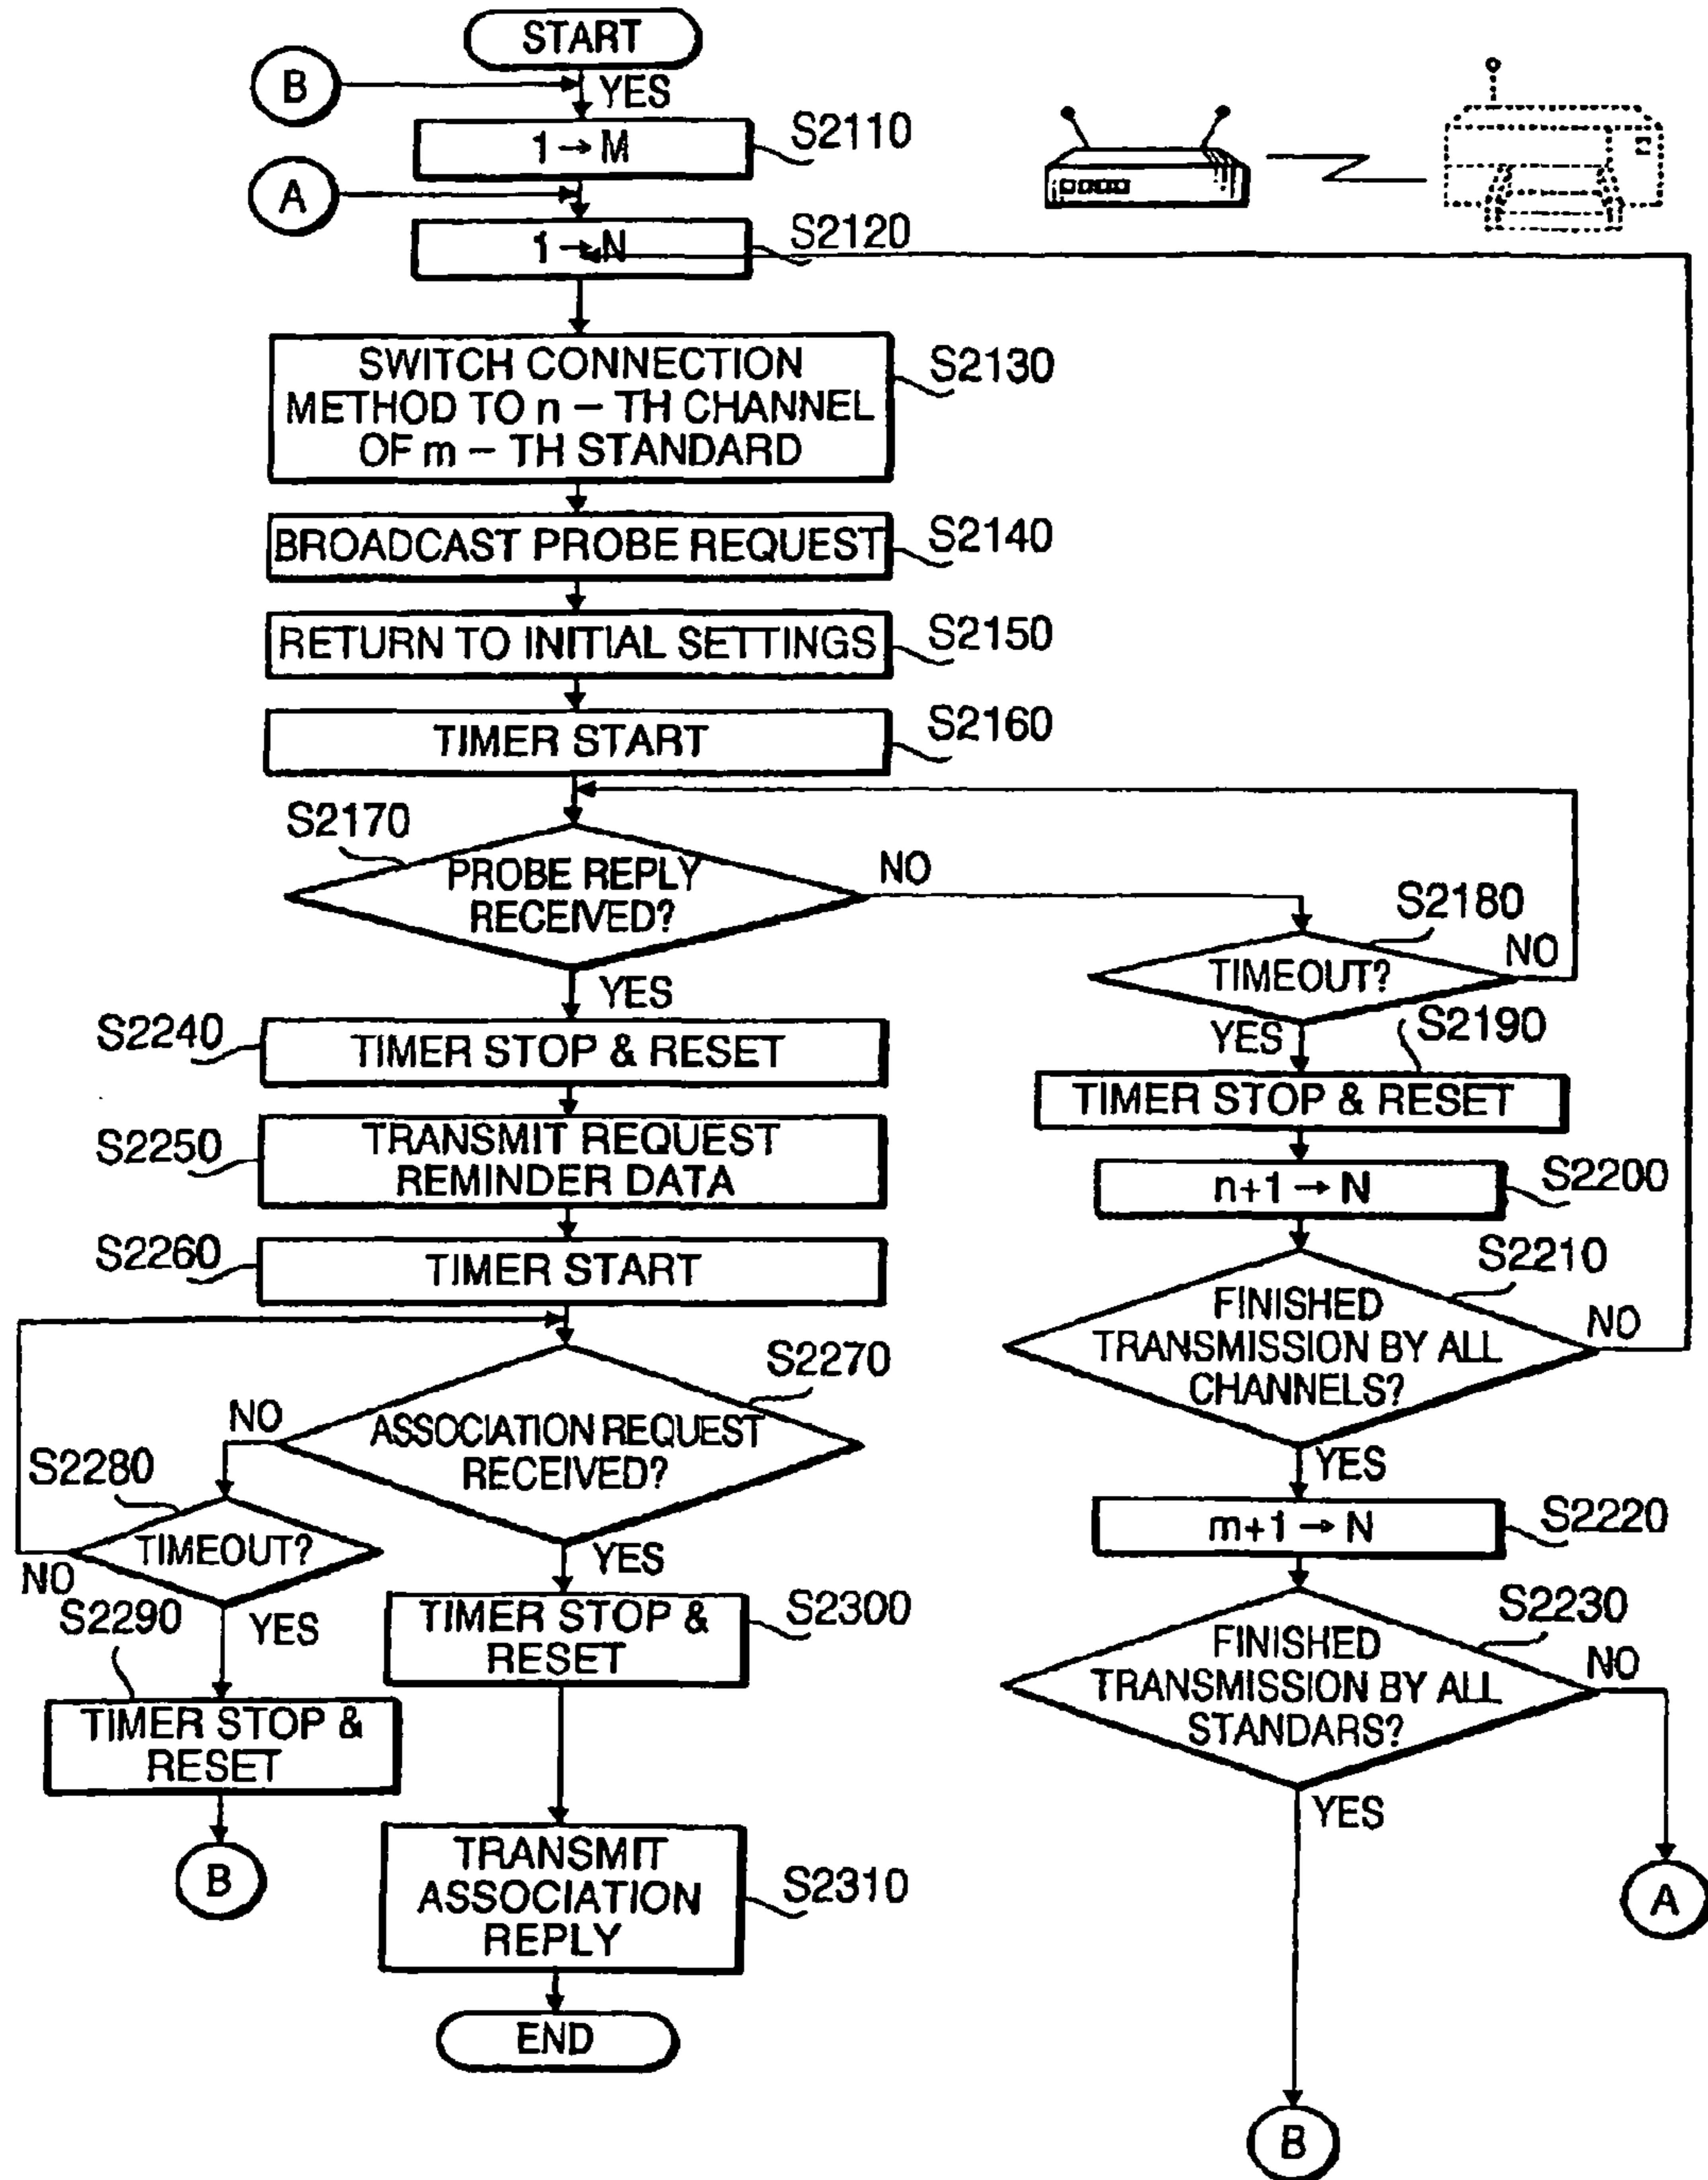 START
B
YES
1→M
S2110
A
1→N
S2120
SWITCH CONNECTION
METHOD TO n – TH CHANNEL
OF m – TH STANDARD
S2130
BROADCAST PROBE REQUEST
S2140
RETURN TO INITIAL SETTINGS
S2150
TIMER START
S2160
S2170
PROBE REPLY
RECEIVED?
NO
S2180
TIMEOUT?
NO
YES
YES
S2190
TIMER STOP & RESET
S2240
TIMER STOP & RESET
S2250
TRANSMIT REQUEST
REMINDER DATA
n+1→N
S2200
S2260
TIMER START
S2210
FINISHED
TRANSMISSION BY ALL
CHANNELS?
NO
YES
S2270
ASSOCIATION REQUEST
RECEIVED?
NO
S2280
TIMEOUT?
NO
YES
YES
m+1→N
S2220
S2290
TIMER STOP &
RESET
B
TIMER STOP &
RESET
S2300
S2230
FINISHED
TRANSMISSION BY ALL
STANDARS?
NO
YES
TRANSMIT
ASSOCIATION
REPLY
S2310
A
END
B